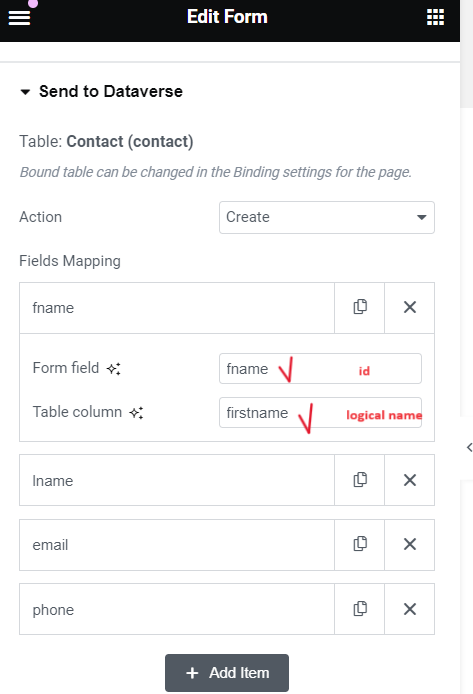 Edit Form
Send to Dataverse
Table: Contact (contact)
Bound table can be changed in the Binding settings for the page.
Action Create
Fields Mapping
fname
Form field fname id
Table column firstname logical name
lname
email
phone
+ Add Item